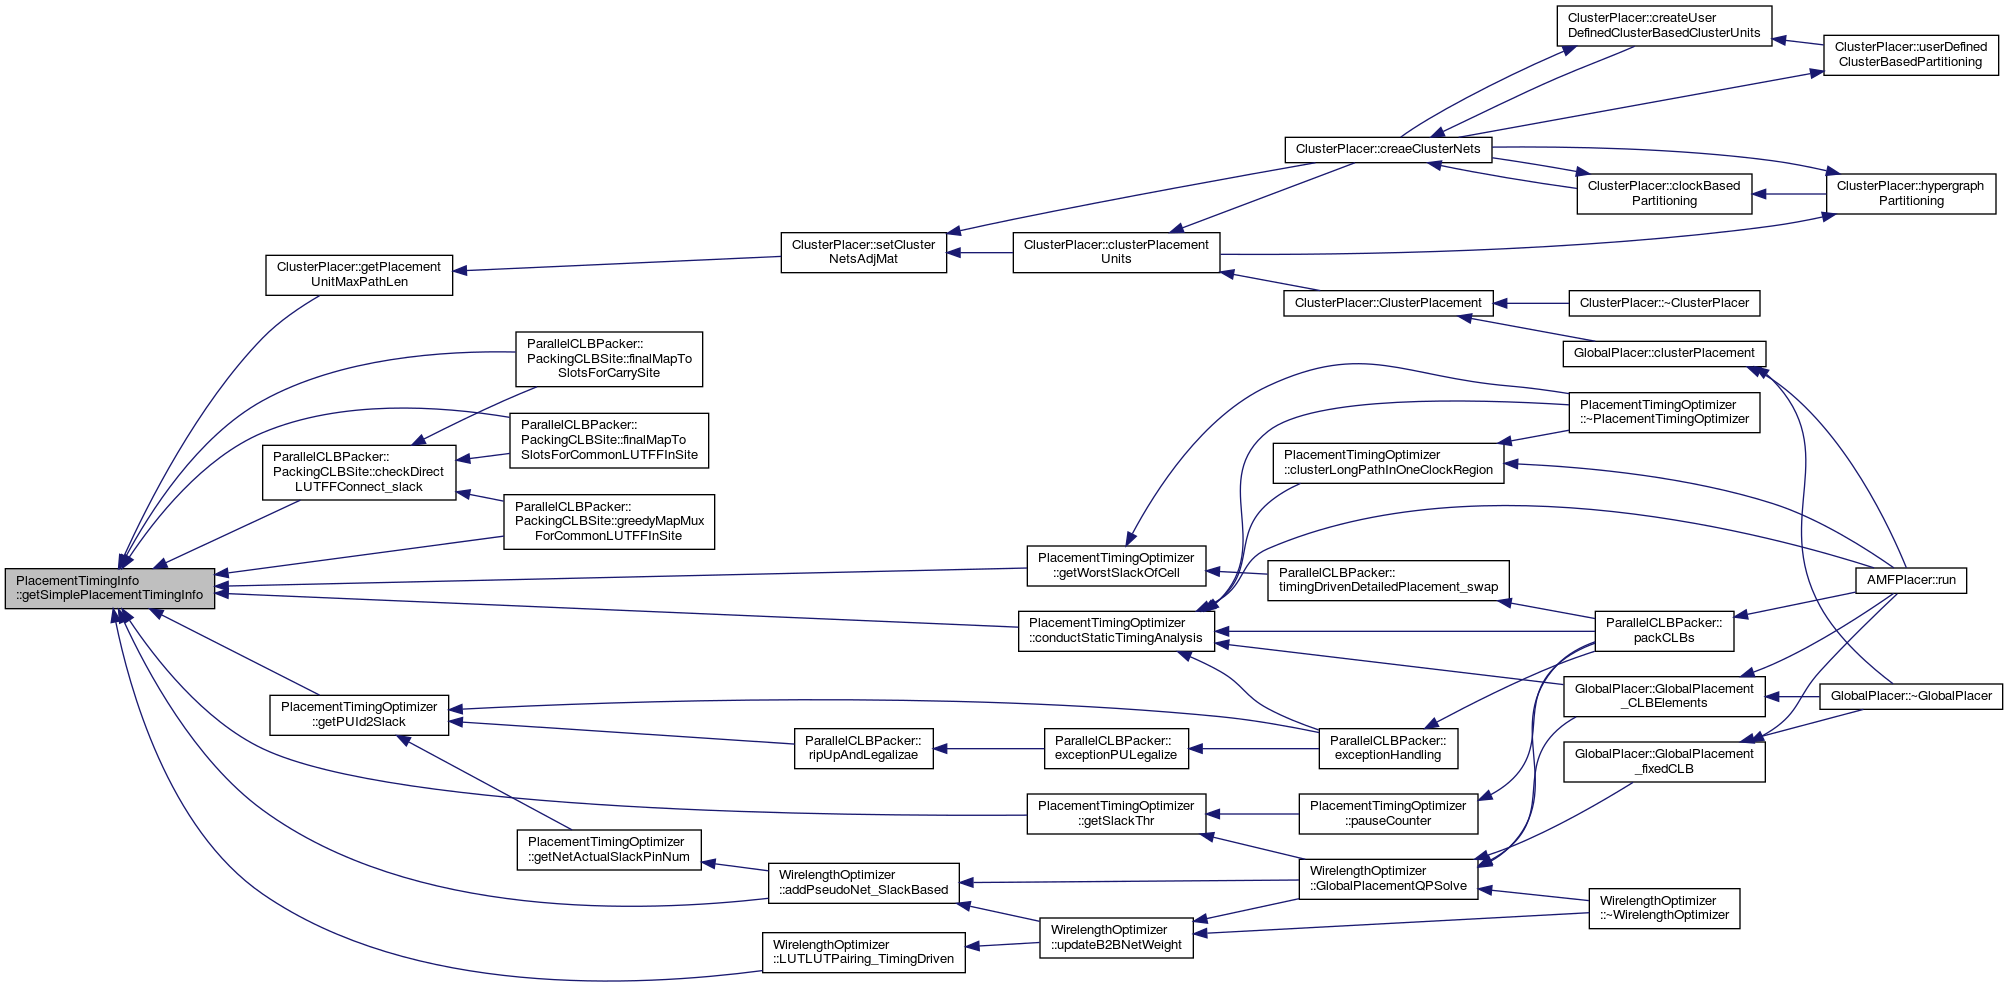 ClusterPlacer::createUser
DefinedClusterBasedClusterUnits
ClusterPlacer::userDefined
ClusterBasedPartitioning
ClusterPlacer::creaeClusterNets
ClusterPlacer::clockBased
Partitioning
ClusterPlacer::hypergraph
Partitioning
ClusterPlacer::setCluster
NetsAdjMat
ClusterPlacer::clusterPlacement
Units
ClusterPlacer::getPlacement
UnitMaxPathLen
ClusterPlacer::ClusterPlacement
ClusterPlacer::~ClusterPlacer
GlobalPlacer::clusterPlacement
ParallelCLBPacker::
PackingCLBSite::finalMapTo
SlotsForCarrySite
PlacementTimingOptimizer
::~PlacementTimingOptimizer
ParallelCLBPacker::
PackingCLBSite::finalMapTo
SlotsForCommonLUTFFInSite
ParallelCLBPacker::
PackingCLBSite::checkDirect
LUTFFConnect_slack
PlacementTimingOptimizer
::clusterLongPathInOneClockRegion
ParallelCLBPacker::
PackingCLBSite::greedyMapMux
ForCommonLUTFFInSite
PlacementTimingInfo
::getSimplePlacementTimingInfo
PlacementTimingOptimizer
::getWorstSlackOfCell
ParallelCLBPacker::
timingDrivenDetailedPlacement_swap
AMFPlacer::run
PlacementTimingOptimizer
::conductStaticTimingAnalysis
ParallelCLBPacker::
packCLBs
GlobalPlacer::GlobalPlacement
_CLBElements
GlobalPlacer::~GlobalPlacer
PlacementTimingOptimizer
::getPUId2Slack
ParallelCLBPacker::
ripUpAndLegalizae
ParallelCLBPacker::
exceptionPULegalize
ParallelCLBPacker::
exceptionHandling
GlobalPlacer::GlobalPlacement
_fixedCLB
PlacementTimingOptimizer
::getSlackThr
PlacementTimingOptimizer
::pauseCounter
PlacementTimingOptimizer
::getNetActualSlackPinNum
WirelengthOptimizer
::addPseudoNet_SlackBased
WirelengthOptimizer
::GlobalPlacementQPSolve
WirelengthOptimizer
::~WirelengthOptimizer
WirelengthOptimizer
::updateB2BNetWeight
WirelengthOptimizer
::LUTLUTPairing_TimingDriven